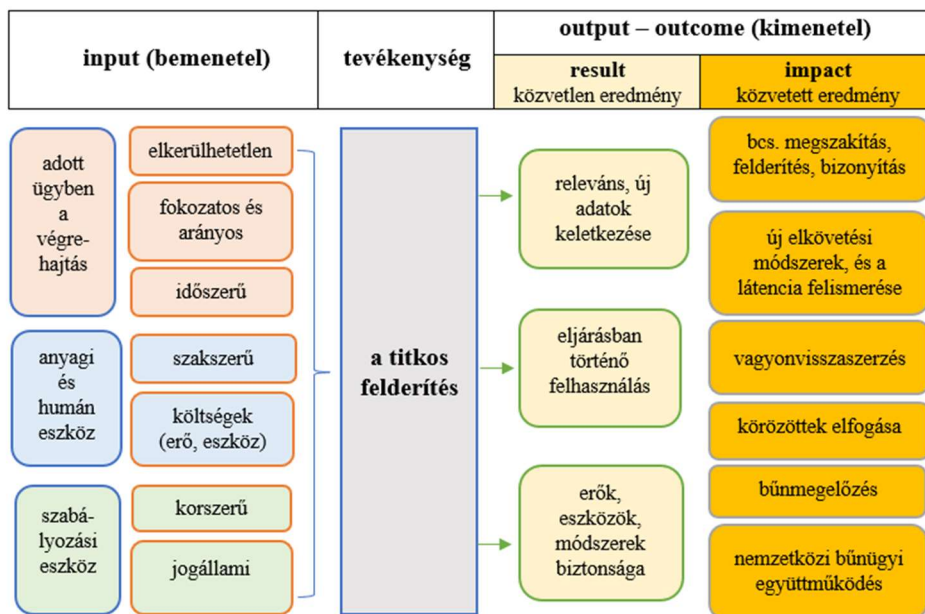 input (bemenetel)
tevékenység
output – outcome (kimenetel)
result
közvetlen eredmény
impact
közvetett eredmény
adott
ügyben
a
végre-
hajtás
elkerülhetetlen
fokozatos és
arányos
időszerű
anyagi
és
humán
eszköz
szakszerű
költségek
(erő, eszköz)
szabá-
lyozási
eszköz
korszerű
jogállami
a titkos
felderítés
releváns, új
adatok
keletkezése
eljárásban
történő
felhasználás
erők,
eszközök,
módszerek
biztonsága
bcs. megszakítás,
felderítés, bizonyítás
új elkövetési
módszerek, és a
látencia felismerése
vagyonvisszaszerzés
körözöttek elfogása
bűnmegelőzés
nemzetközi bűnügyi
együttműködés